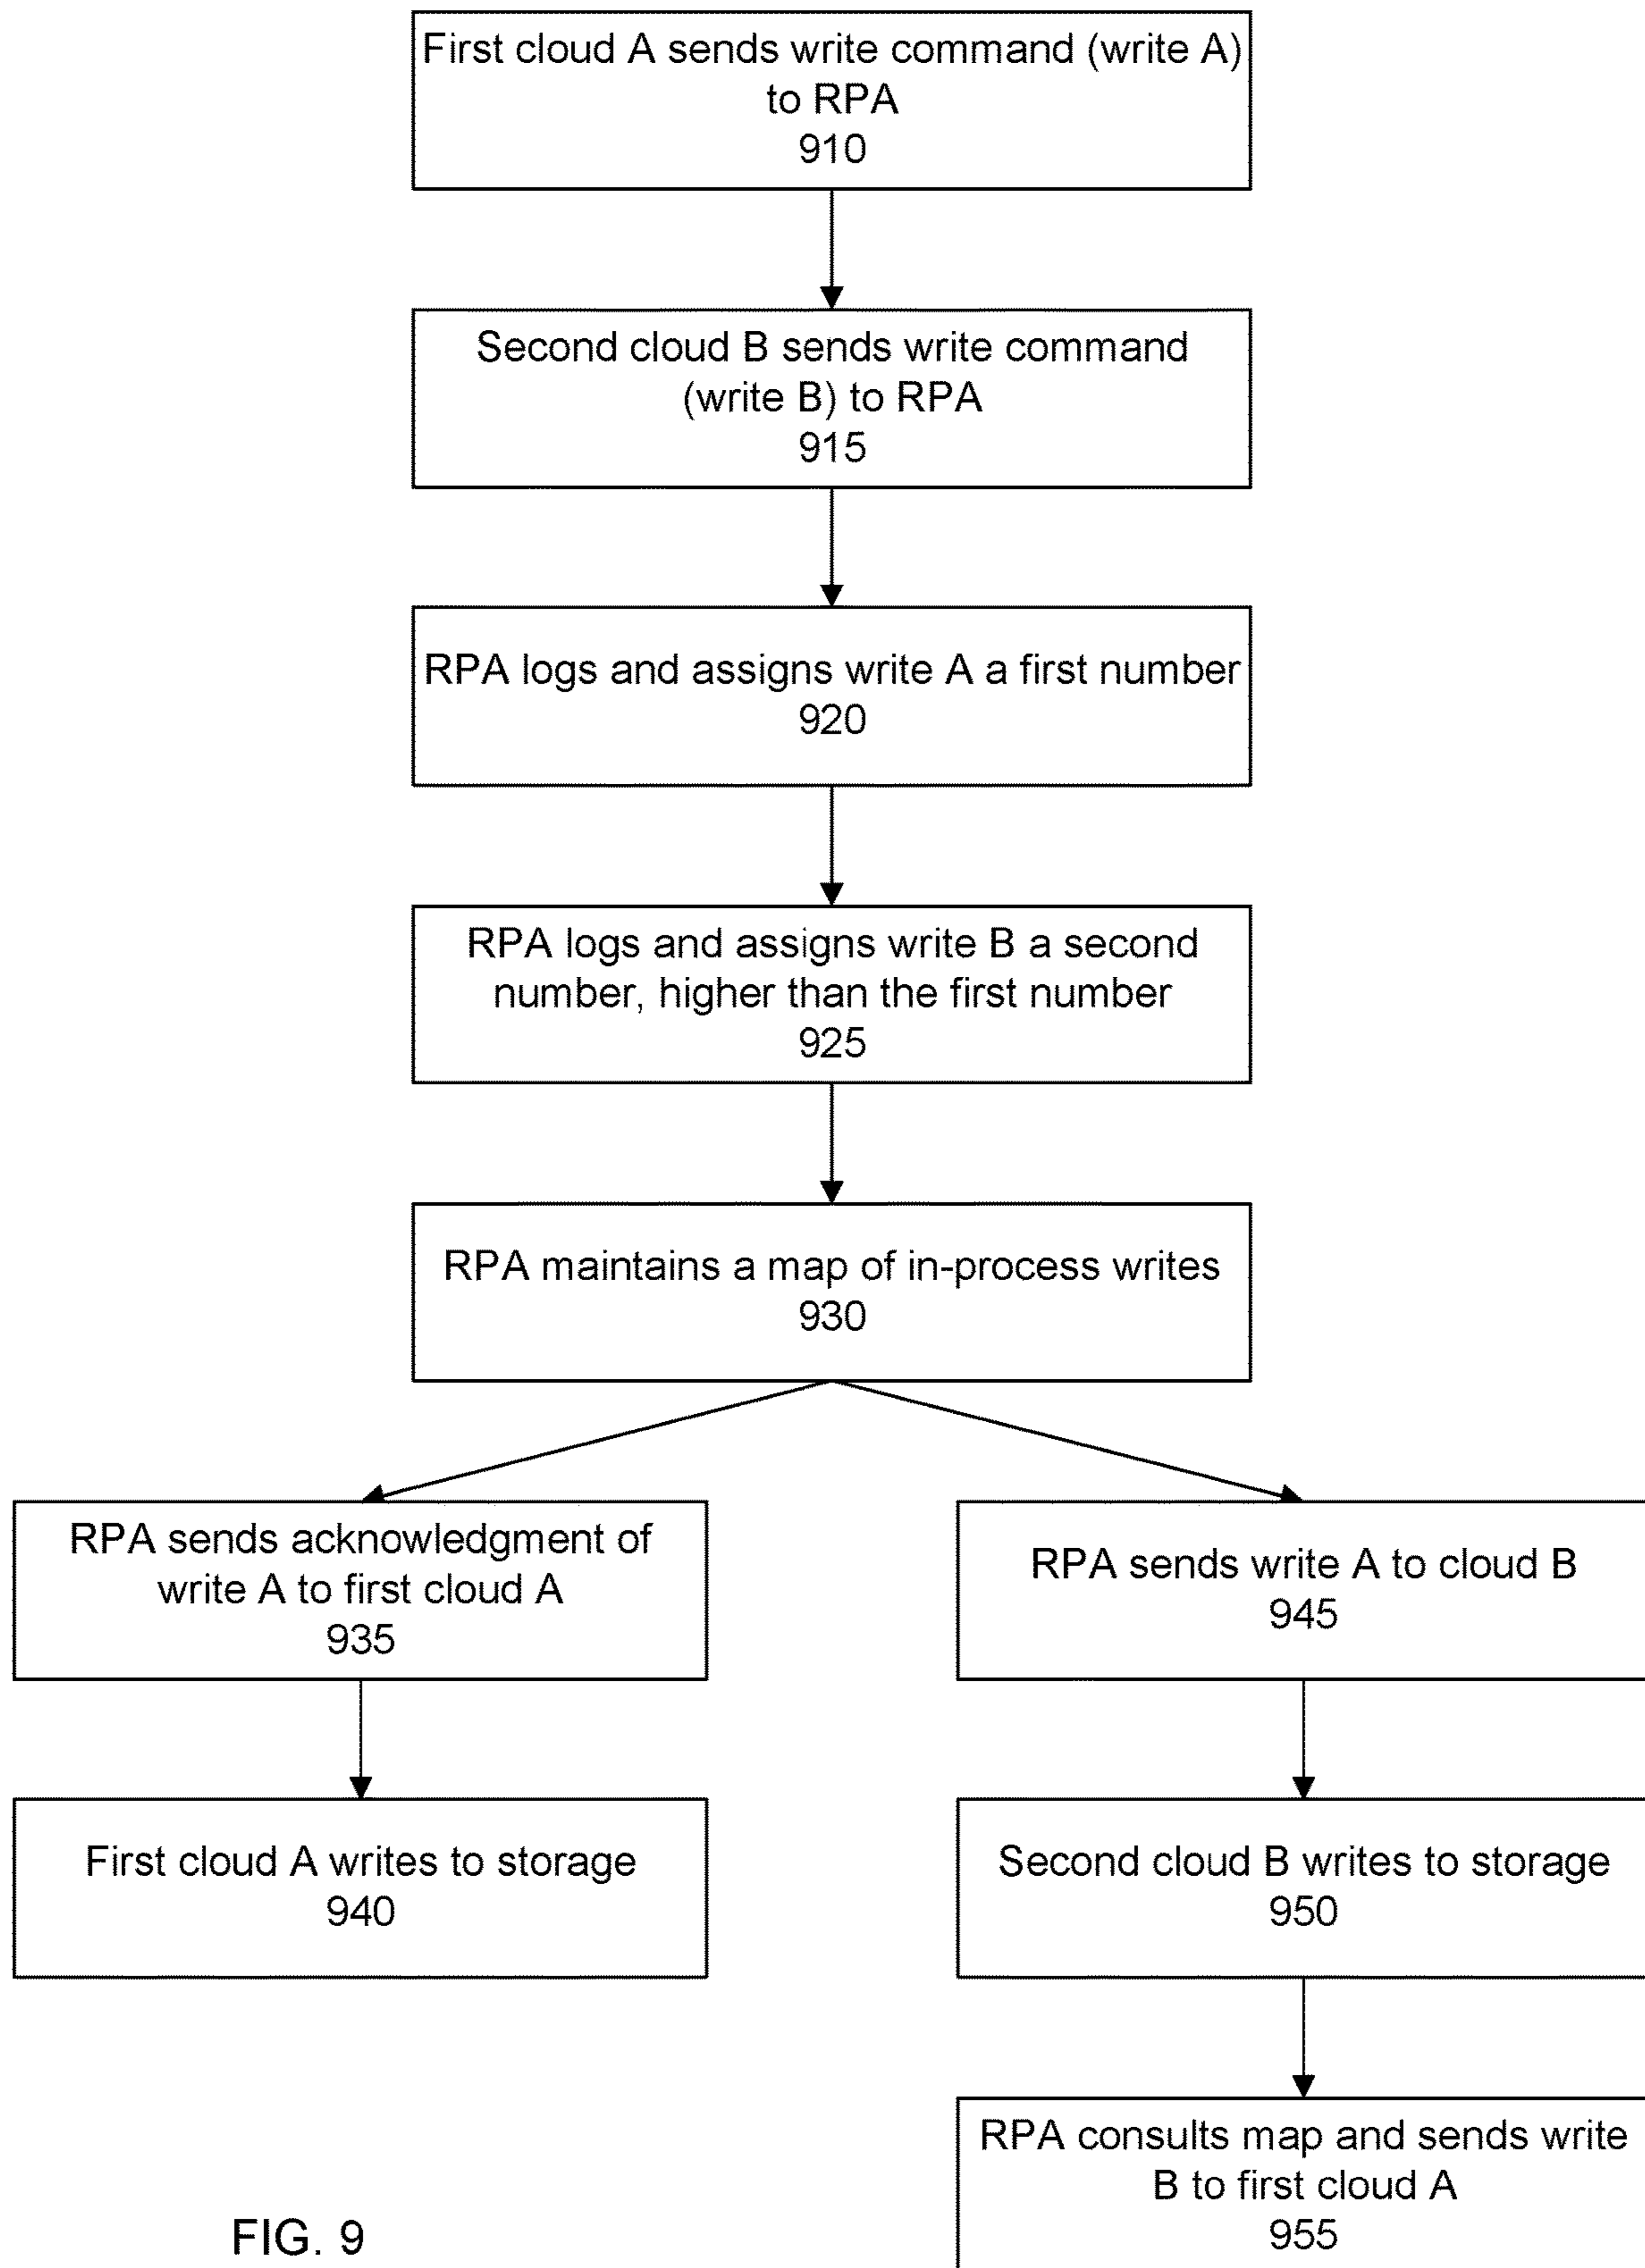 First cloud A sends write command (write A)
to RPA
910
Second cloud B sends write command
(write B) to RPA
915
RPA logs and assigns write A a first number
920
RPA logs and assigns write B a second
number, higher than the first number
925
RPA maintains a map of in-process writes
930
RPA sends acknowledgment of
write A to first cloud A
935
RPA sends write A to cloud B
945
First cloud A writes to storage
940
Second cloud B writes to storage
950
RPA consults map and sends write
B to first cloud A
955
FIG. 9